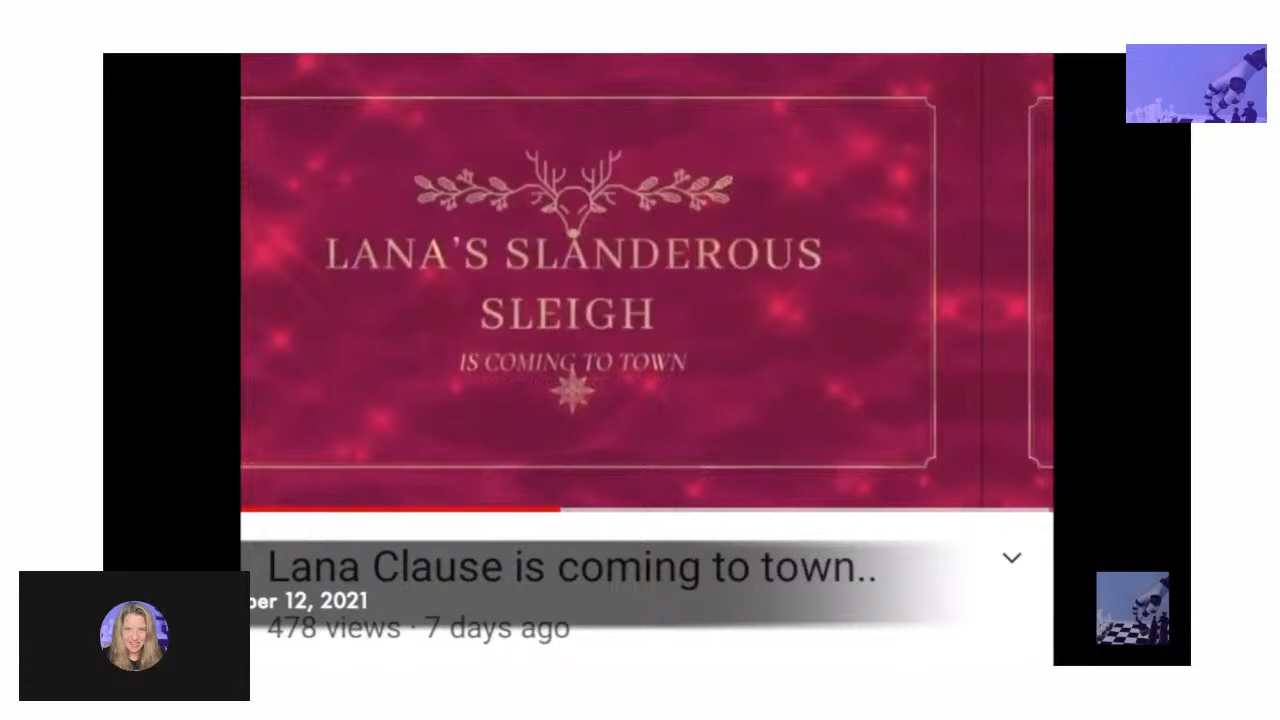 LANA'S SLANDEROUS
SLEIGH
IS COMING TO TOWN
Lana Clause is coming to town..
12, 2021
478 views · 7 days ago